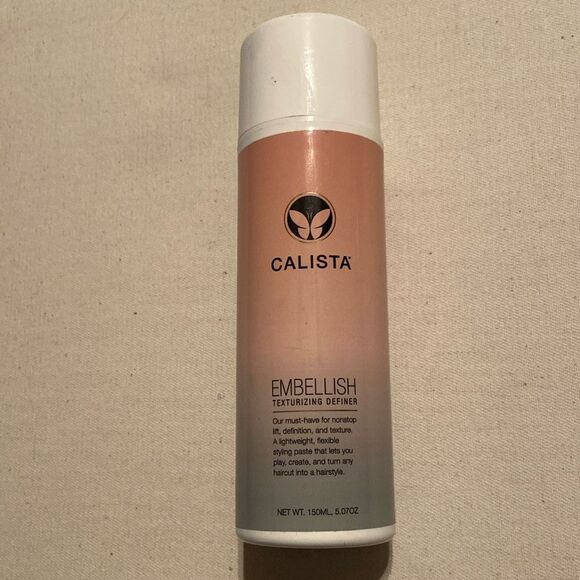 CALISTA
EMBELLISH
TEXTURIZING DEFINER
Our must-have for nonstop
lift, definition, and texture.
A lightweight, flexible
styling paste that lets you
play, create, and turn any
haircut into a hairstyle.
NET WT. 150ML, 5.07OZ